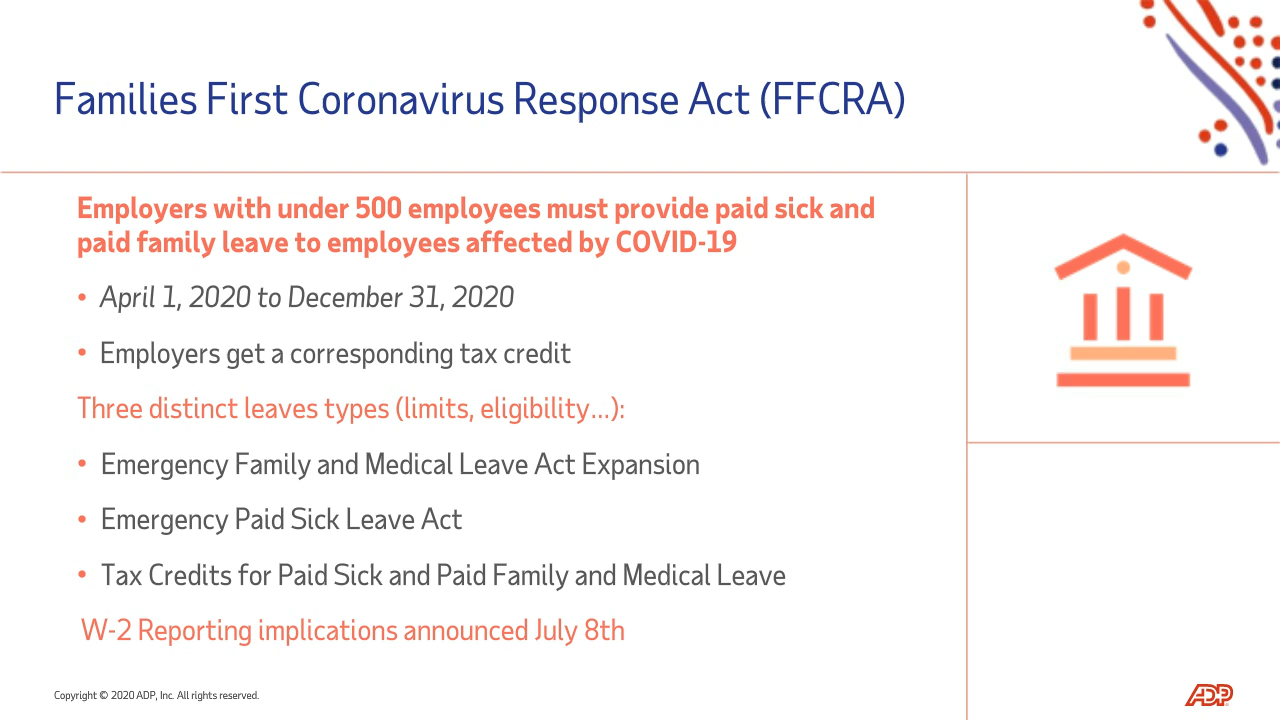 Families First Coronavirus Response Act (FFCRA)
Employers with under 500 employees must provide paid sick and
paid family leave to employees affected by COVID-19
• April 1, 2020 to December 31, 2020
• Employers get a corresponding tax credit
Three distinct leaves types (limits, eligibility...):
• Emergency Family and Medical Leave Act Expansion
• Emergency Paid Sick Leave Act
• Tax Credits for Paid Sick and Paid Family and Medical Leave
W-2 Reporting implications announced July 8th
Copyright © 2020 ADP, Inc. All rights reserved.
ADP